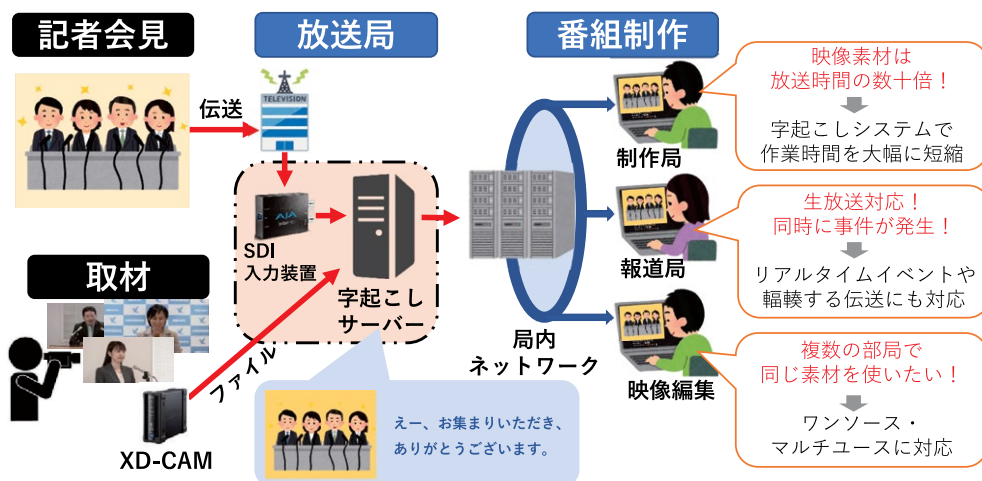 記者会見
放送局
番組制作
伝送
TELEVISION
AJA
SDI
入力装置
字起こし
サーバー
取材
ファイル
XD-CAM
えー、お集まりいただき、
ありがとうございます。
局内
ネットワーク
制作局
報道局
映像編集
映像素材は
放送時間の数十倍！
字起こしシステムで
作業時間を大幅に短縮
生放送対応！
同時に事件が発生！
リアルタイムイベントや
輻輳する伝送にも対応
複数の部局で
同じ素材を使いたい！
ワンソース・
マルチユースに対応